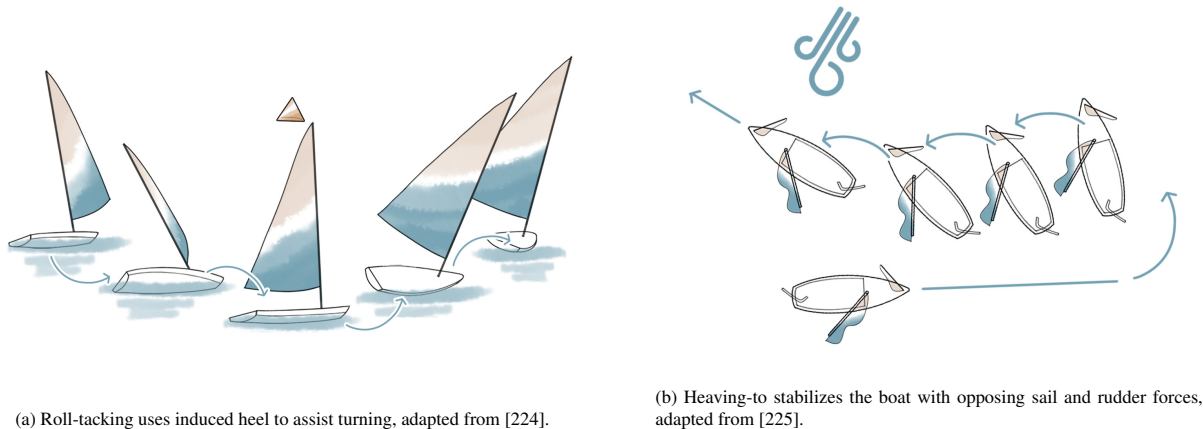 (a) Roll-tacking uses induced heel to assist turning, adapted from [224].
(b) Heaving-to stabilizes the boat with opposing sail and rudder forces,
adapted from [225].